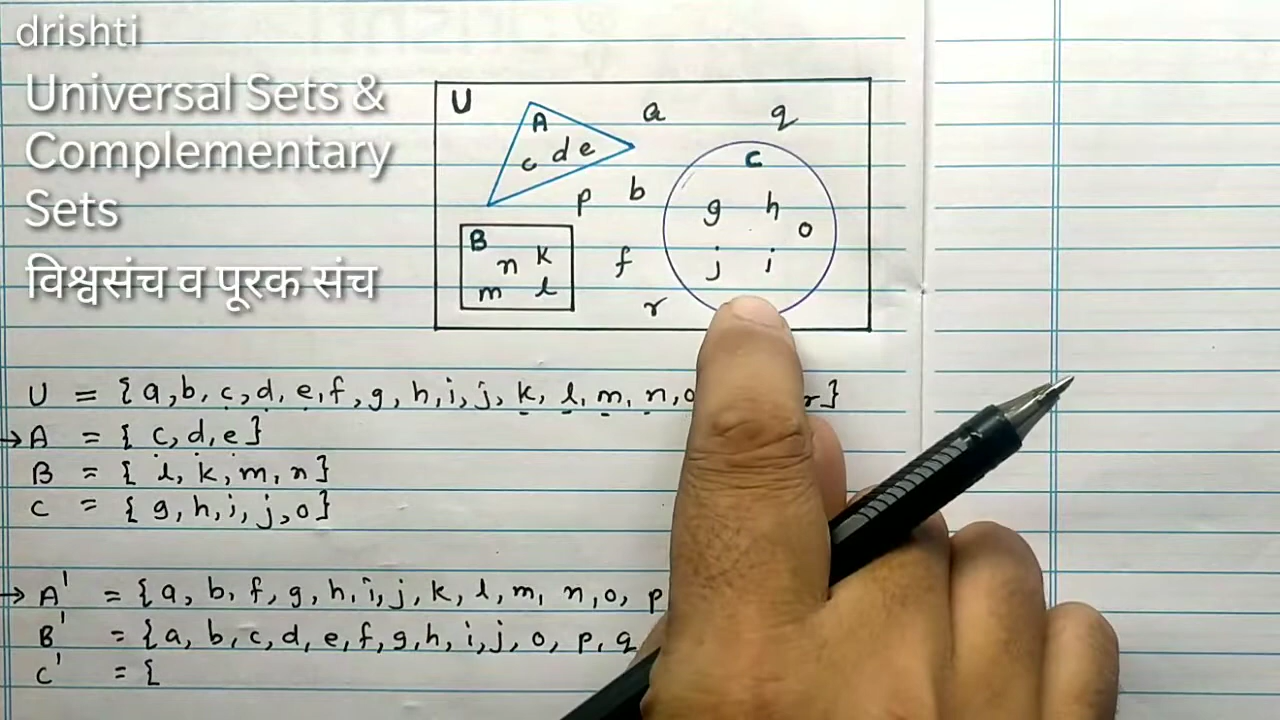 drishti
Universal Sets &
Complementary
Sets
विश्वसंच व पूरक संच
U
a
q
A
c d e
C
p b
g h
o
B
n k
f
j i
m l
r
U = {a,b,c,d,e,f,g,h,i,j,k,l,m,n,o r}
→ A = { c,d,e}
B = { l,k,m,n}
C = { g,h,i,j,o}
→ A' = {a,b,f,g,h,i,j,k,l,m,n,o,p
B' = {a,b,c,d,e,f,g,h,i,j,o,p,q,
C' = {